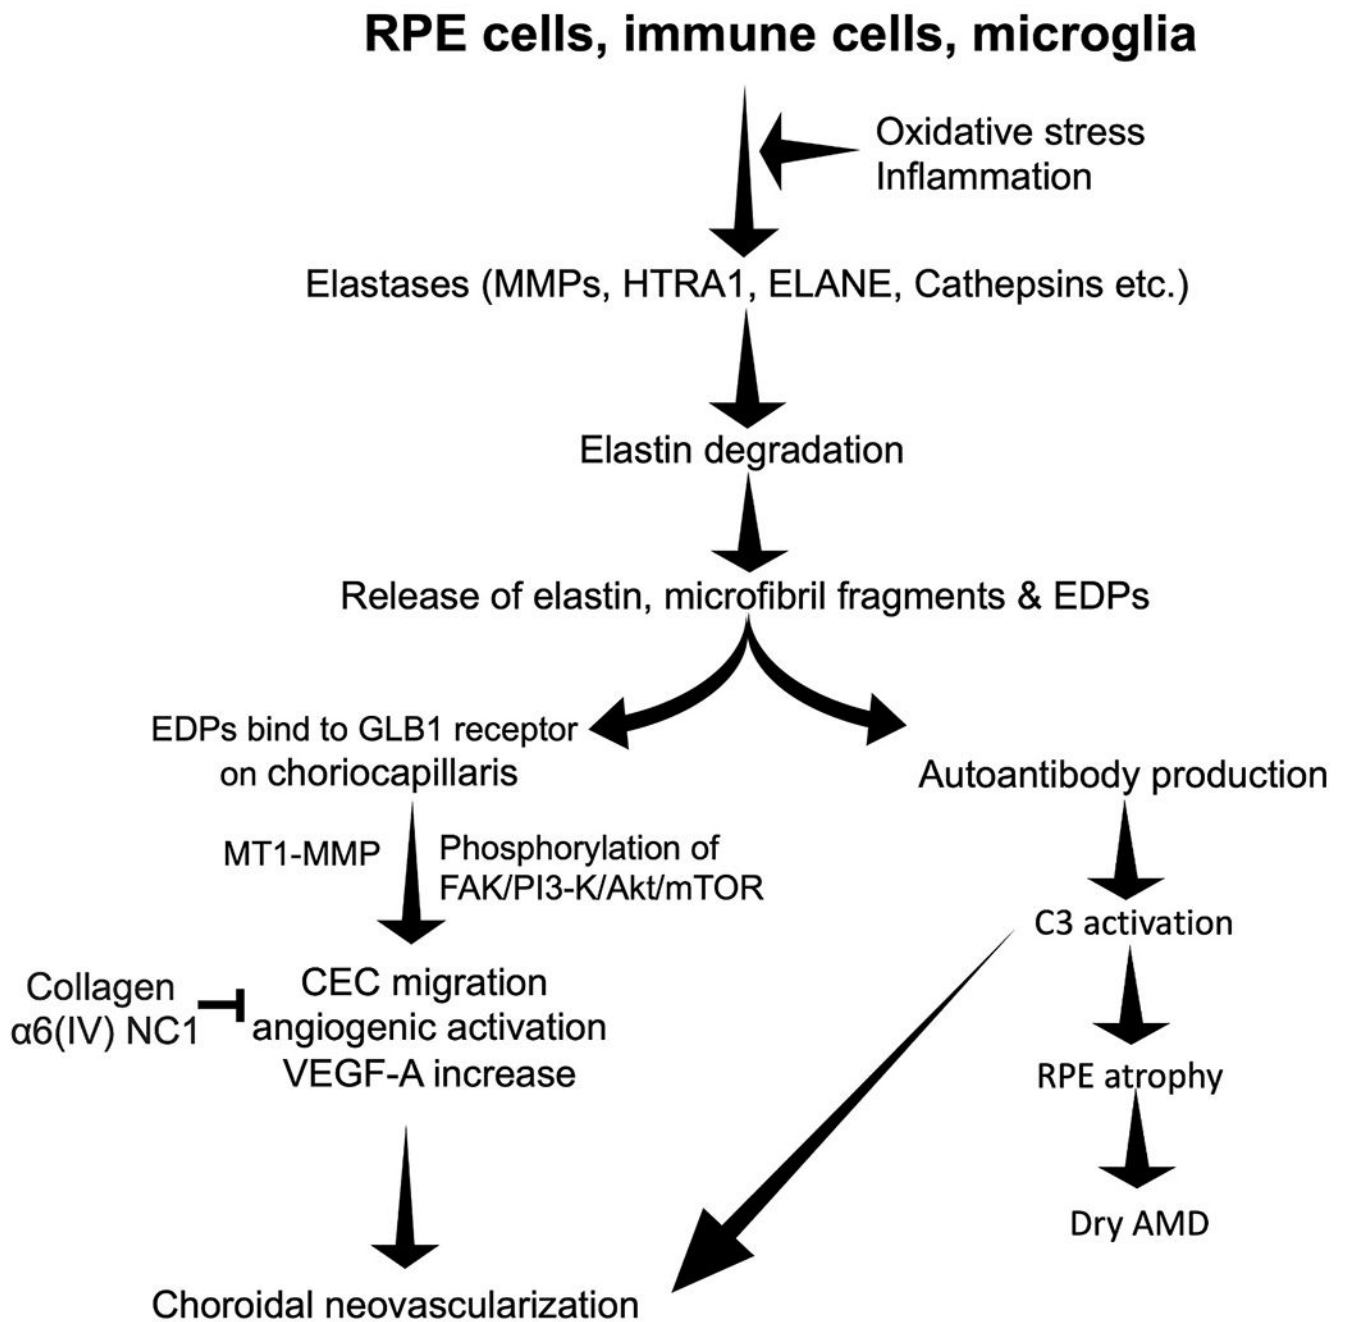 RPE cells, immune cells, microglia
Oxidative stress
Inflammation
Elastases (MMPs, HTRA1, ELANE, Cathepsins etc.)
Elastin degradation
Release of elastin, microfibril fragments & EDPs
EDPs bind to GLB1 receptor
on choriocapillaris
Autoantibody production
MT1-MMP
Phosphorylation of
FAK/PI3-K/Akt/mTOR
C3 activation
Collagen
α6(IV) NC1
CEC migration
angiogenic activation
VEGF-A increase
RPE atrophy
Dry AMD
Choroidal neovascularization